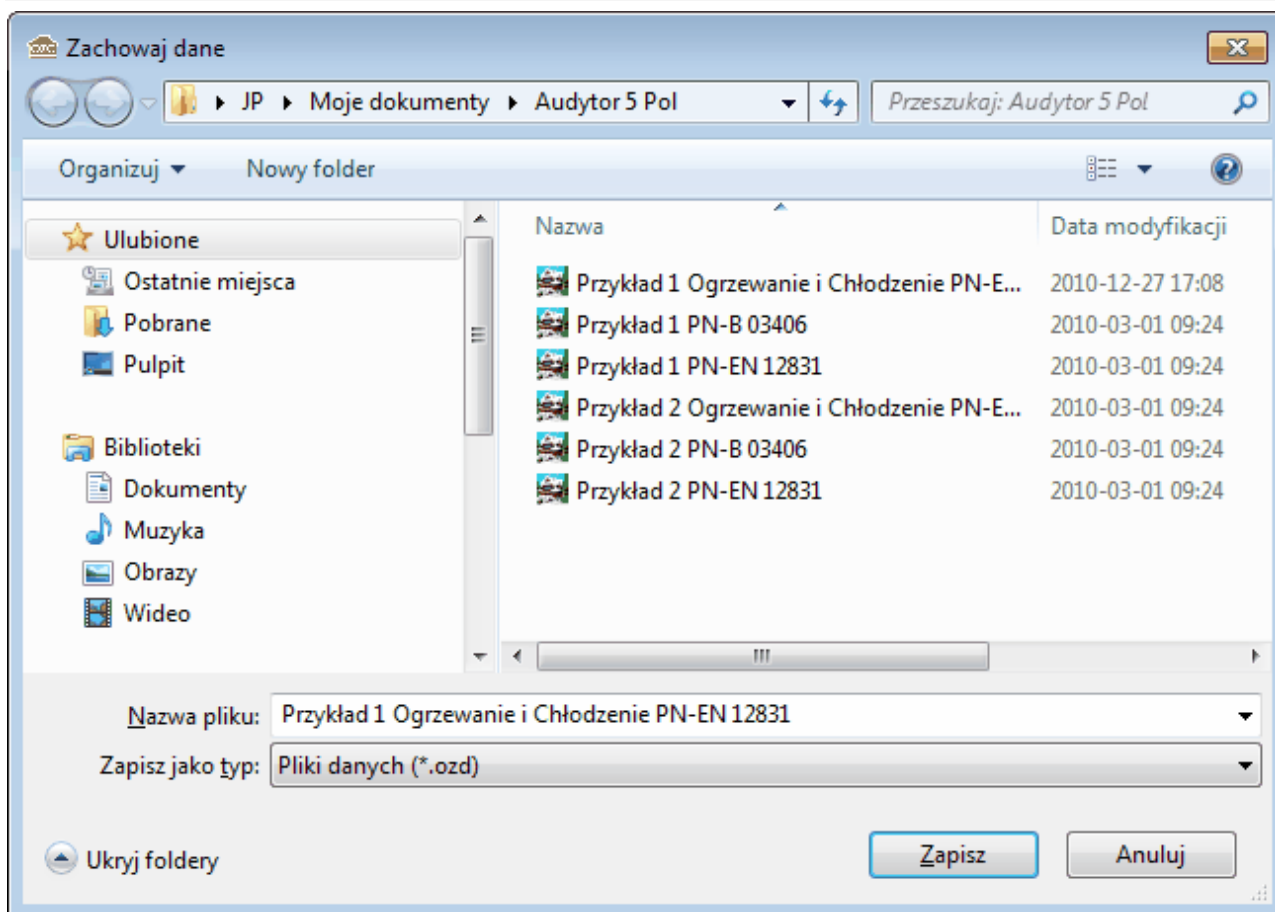 Zachowaj dane
JP Moje dokumenty Audytor 5 Pol Przeszukaj: Audytor 5 Pol
Organizuj Nowy folder
Ulubione
Ostatnie miejsca
Pobrane
Pulpit
Biblioteki
Dokumenty
Muzyka
Obrazy
Wideo
Nazwa Data modyfikacji
Przykład 1 Ogrzewanie i Chłodzenie PN-E... 2010-12-27 17:08
Przykład 1 PN-B 03406 2010-03-01 09:24
Przykład 1 PN-EN 12831 2010-03-01 09:24
Przykład 2 Ogrzewanie i Chłodzenie PN-E... 2010-03-01 09:24
Przykład 2 PN-B 03406 2010-03-01 09:24
Przykład 2 PN-EN 12831 2010-03-01 09:24
Nazwa pliku: Przykład 1 Ogrzewanie i Chłodzenie PN-EN 12831
Zapisz jako typ: Pliki danych (*.ozd)
Ukryj foldery Zapisz Anuluj